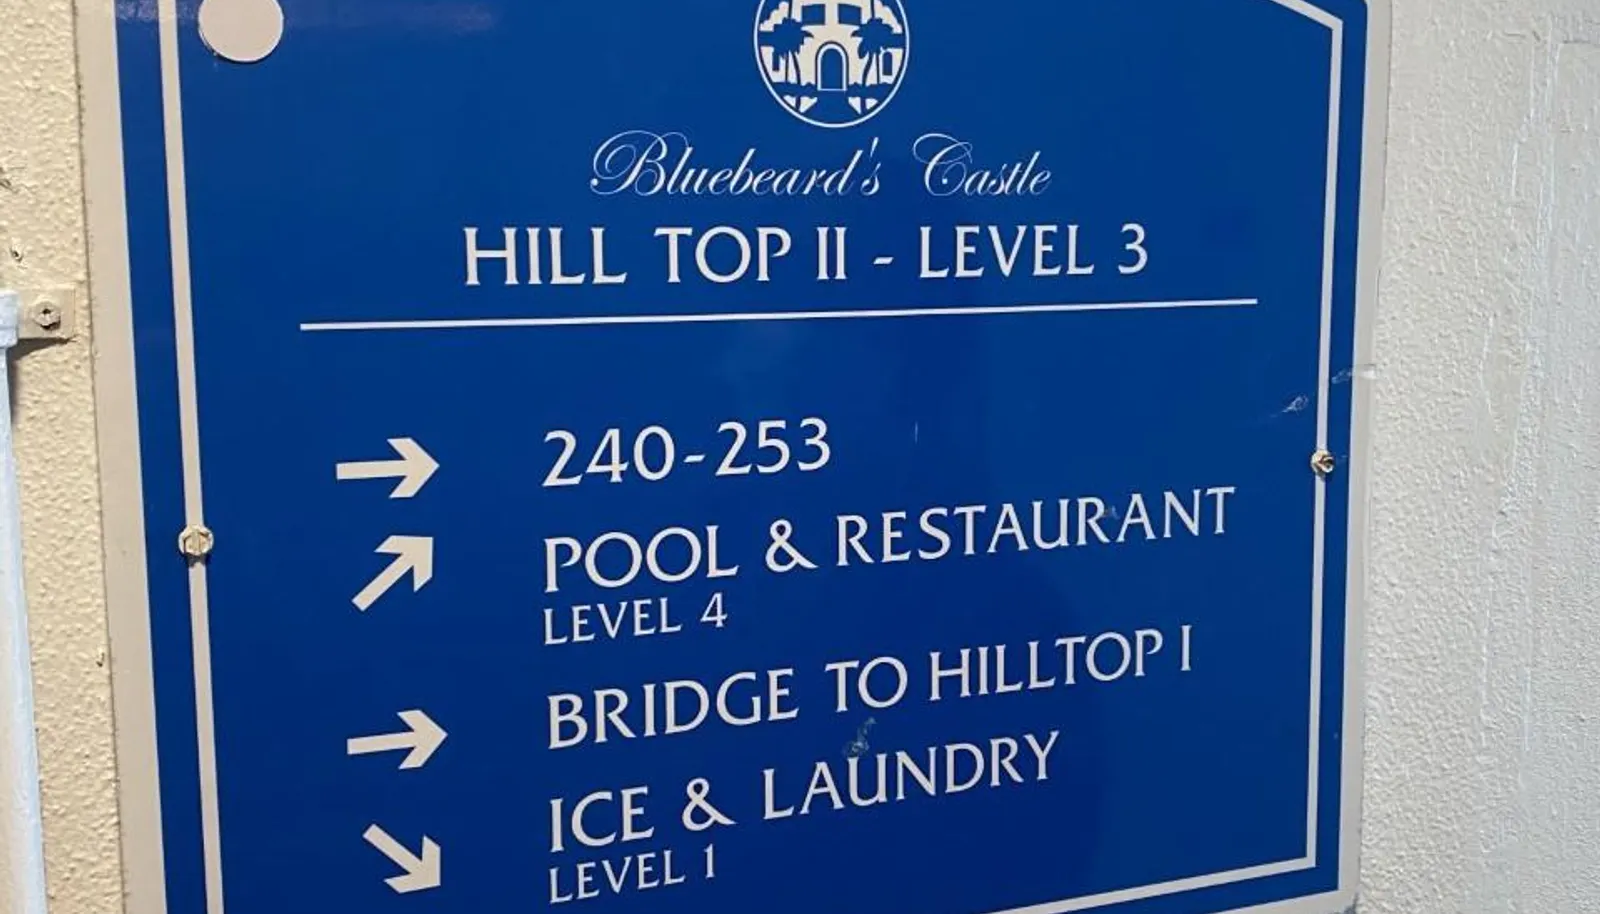 Bluebeard's Castle
HILL TOP II - LEVEL 3
240-253
POOL & RESTAURANT
LEVEL 4
BRIDGE TO HILLTOP I
ICE & LAUNDRY
LEVEL 1